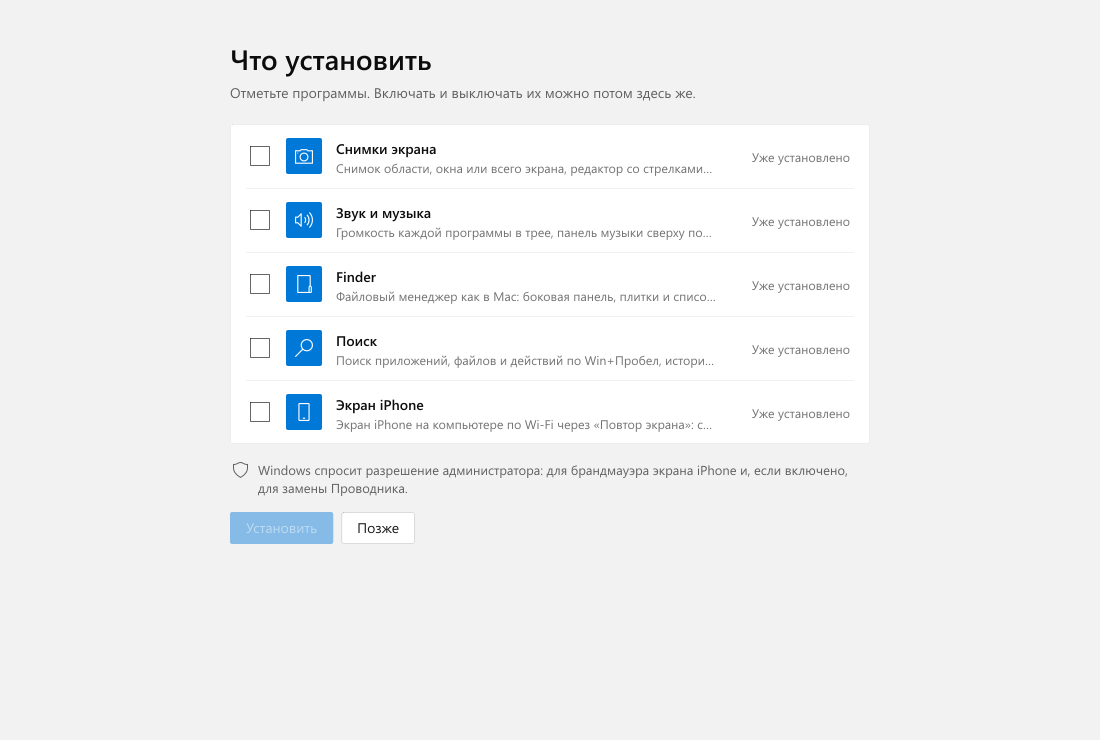 Что установить
Отметьте программы. Включать и выключать их можно потом здесь же.
Снимки экрана
Снимок области, окна или всего экрана, редактор со стрелками...
Уже установлено
Звук и музыка
Громкость каждой программы в трее, панель музыки сверху по...
Уже установлено
Finder
Файловый менеджер как в Mac: боковая панель, плитки и списо...
Уже установлено
Поиск
Поиск приложений, файлов и действий по Win+Пробел, истори...
Уже установлено
Экран iPhone
Экран iPhone на компьютере по Wi-Fi через «Повтор экрана»: с...
Уже установлено
Windows спросит разрешение администратора: для брандмауэра экрана iPhone и, если включено,
для замены Проводника.
Установить
Позже